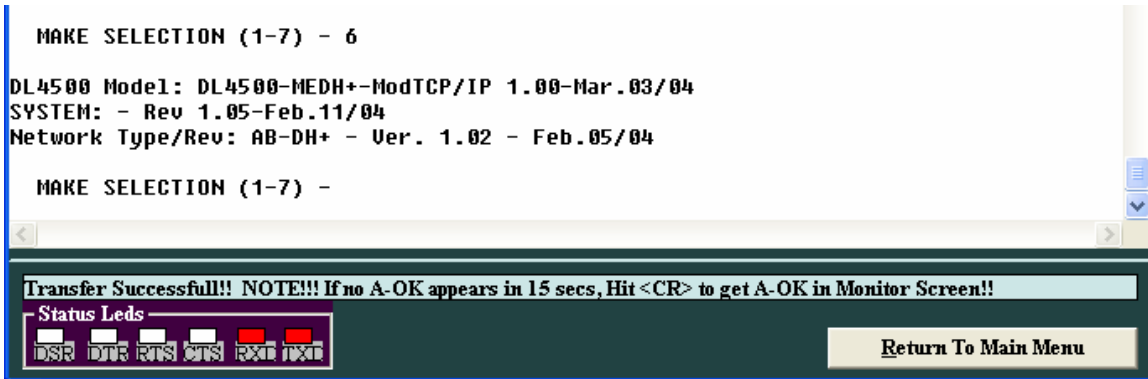 MAKE SELECTION (1-7) - 6
DL4500 Model: DL4500-MEDH+-ModTCP/IP 1.00-Mar.03/04
SYSTEM: - Rev 1.05-Feb.11/04
Network Type/Rev: AB-DH+ - Ver. 1.02 - Feb.05/04
MAKE SELECTION (1-7) -
Transfer Successfull!! NOTE!!! If no A-OK appears in 15 secs, Hit <CR> to get A-OK in Monitor Screen!!
Status Leds
DSR DTR RTS CTS RXD TXD
Return To Main Menu